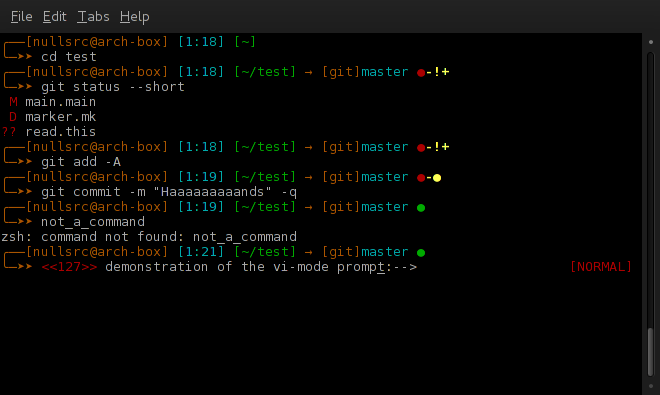 File Edit Tabs Help
╭──[nullsrc@arch-box] [1:18] [~]
╰─➤➤ cd test
╭──[nullsrc@arch-box] [1:18] [~/test] → [git]master ●-!+
╰─➤➤ git status --short
 M main.main
 D marker.mk
?? read.this
╭──[nullsrc@arch-box] [1:18] [~/test] → [git]master ●-!+
╰─➤➤ git add -A
╭──[nullsrc@arch-box] [1:19] [~/test] → [git]master ●-●
╰─➤➤ git commit -m "Haaaaaaaaands" -q
╭──[nullsrc@arch-box] [1:19] [~/test] → [git]master ●
╰─➤➤ not_a_command
zsh: command not found: not_a_command
╭──[nullsrc@arch-box] [1:21] [~/test] → [git]master ●
╰─➤➤ <<127>> demonstration of the vi-mode prompt:--> [NORMAL]